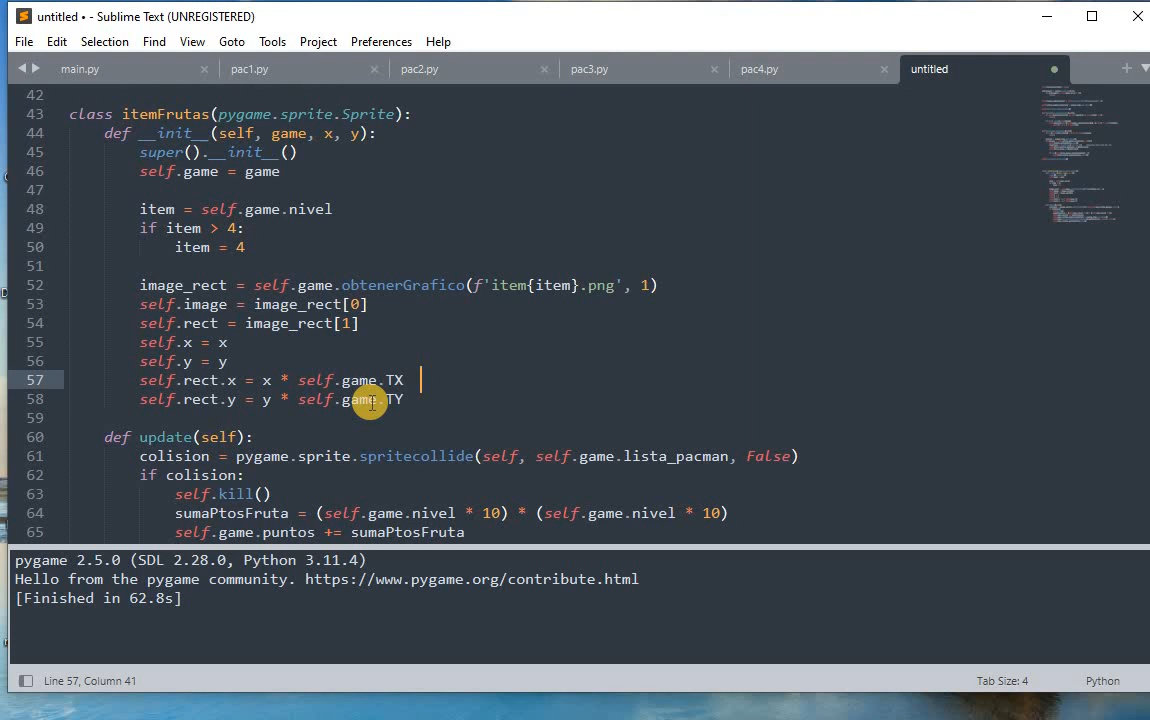 untitled • - Sublime Text (UNREGISTERED)
File Edit Selection Find View Goto Tools Project Preferences Help
main.py pac1.py pac2.py pac3.py pac4.py untitled
42
43 class itemFrutas(pygame.sprite.Sprite):
44 def __init__(self, game, x, y):
45 super().__init__()
46 self.game = game
47
48 item = self.game.nivel
49 if item > 4:
50 item = 4
51
52 image_rect = self.game.obtenerGrafico(f'item{item}.png', 1)
53 self.image = image_rect[0]
54 self.rect = image_rect[1]
55 self.x = x
56 self.y = y
57 self.rect.x = x * self.game.TX
58 self.rect.y = y * self.game.TY
59
60 def update(self):
61 colision = pygame.sprite.spritecollide(self, self.game.lista_pacman, False)
62 if colision:
63 self.kill()
64 sumaPtosFruta = (self.game.nivel * 10) * (self.game.nivel * 10)
65 self.game.puntos += sumaPtosFruta
pygame 2.5.0 (SDL 2.28.0, Python 3.11.4)
Hello from the pygame community. https://www.pygame.org/contribute.html
[Finished in 62.8s]
Line 57, Column 41 Tab Size: 4 Python